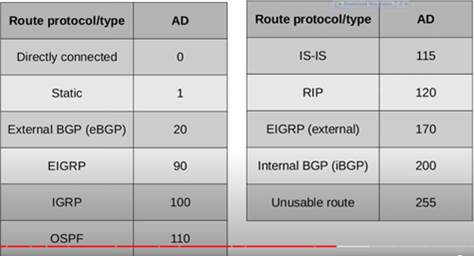 Route protocol/type AD
Directly connected 0
Static 1
External BGP (eBGP) 20
EIGRP 90
IGRP 100
OSPF 110
Route protocol/type AD
IS-IS 115
RIP 120
EIGRP (external) 170
Internal BGP (iBGP) 200
Unusable route 255